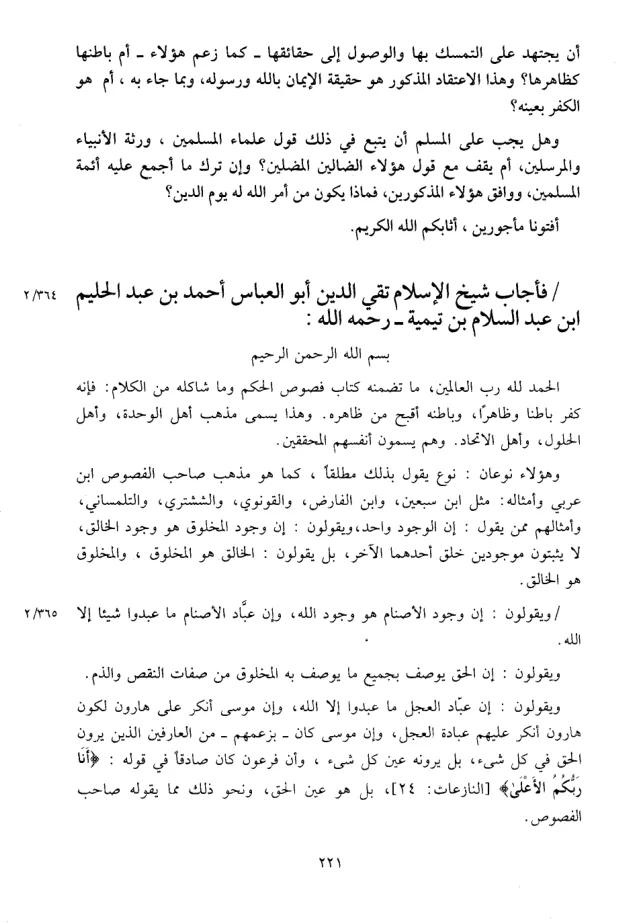 أن يجتهد على التمسك بها والوصول إلى حقائقها ـ كما زعم هؤلاء ـ أم باطنها
كظاهرها؟ وهذا الاعتقاد المذكور هو حقيقة الإيمان بالله ورسوله، وبما جاء به ، أم هو
الكفر بعينه؟
وهل يجب على المسلم أن يتبع في ذلك قول علماء المسلمين ، ورثة الأنبياء
والمرسلين، أم يقف مع قول هؤلاء الضالين المضلين؟ وإن ترك ما أجمع عليه أئمة
المسلمين، ووافق هؤلاء المذكورين، فماذا يكون من أمر الله له يوم الدين؟
أفتونا مأجورين ، أثابكم الله الكريم.
/ فأجاب شيخ الإسلام تقي الدين أبو العباس أحمد بن عبد الحليم ٢/٣٦٤
ابن عبد السلام بن تيمية ـ رحمه الله :
بسم الله الرحمن الرحيم
الحمد لله رب العالمين، ما تضمنه كتاب فصوص الحكم وما شاكله من الكلام: فإنه
كفر باطنا وظاهرًا، وباطنه أقبح من ظاهره. وهذا يسمى مذهب أهل الوحدة، وأهل
الحلول، وأهل الاتحاد. وهم يسمون أنفسهم المحققين.
وهؤلاء نوعان : نوع يقول بذلك مطلقاً ، كما هو مذهب صاحب الفصوص ابن
عربي وأمثاله: مثل ابن سبعين، وابن الفارض، والقونوي، والششتري، والتلمساني،
وأمثالهم ممن يقول : إن الوجود واحد،ويقولون : إن وجود المخلوق هو وجود الخالق،
لا يثبتون موجودين خلق أحدهما الآخر، بل يقولون : الخالق هو المخلوق ، والمخلوق
هو الخالق.
/ ويقولون : إن وجود الأصنام هو وجود الله، وإن عبَّاد الأصنام ما عبدوا شيئا إلا ٢/٣٦٥
الله.
ويقولون : إن الحق يوصف بجميع ما يوصف به المخلوق من صفات النقص والذم.
ويقولون : إن عبّاد العجل ما عبدوا إلا الله، وإن موسى أنكر على هارون لكون
هارون أنكر عليهم عبادة العجل، وإن موسى كان ـ بزعمهم ـ من العارفين الذين يرون
الحق في كل شىء، بل يرونه عين كل شىء ، وأن فرعون كان صادقاً في قوله : ﴿أَنَا
رَبُّكُمُ الأَعْلَىٰ﴾ [النازعات: ٢٤]، بل هو عين الحق، ونحو ذلك مما يقوله صاحب
الفصوص.
٢٢١